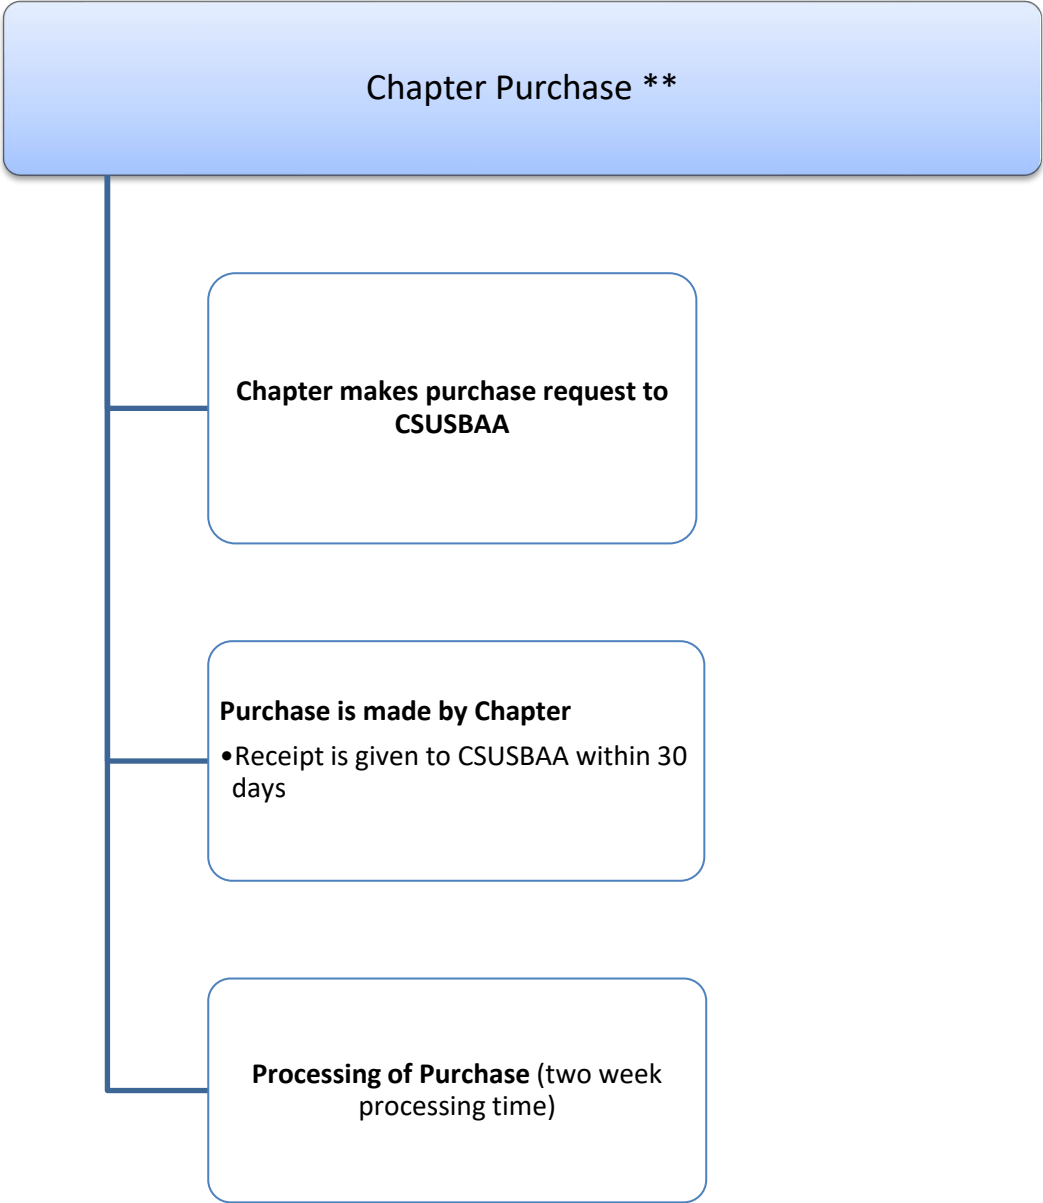 Chapter Purchase **
Chapter makes purchase request to
CSUSBAA
Purchase is made by Chapter
•Receipt is given to CSUSBAA within 30
days
Processing of Purchase (two week
processing time)